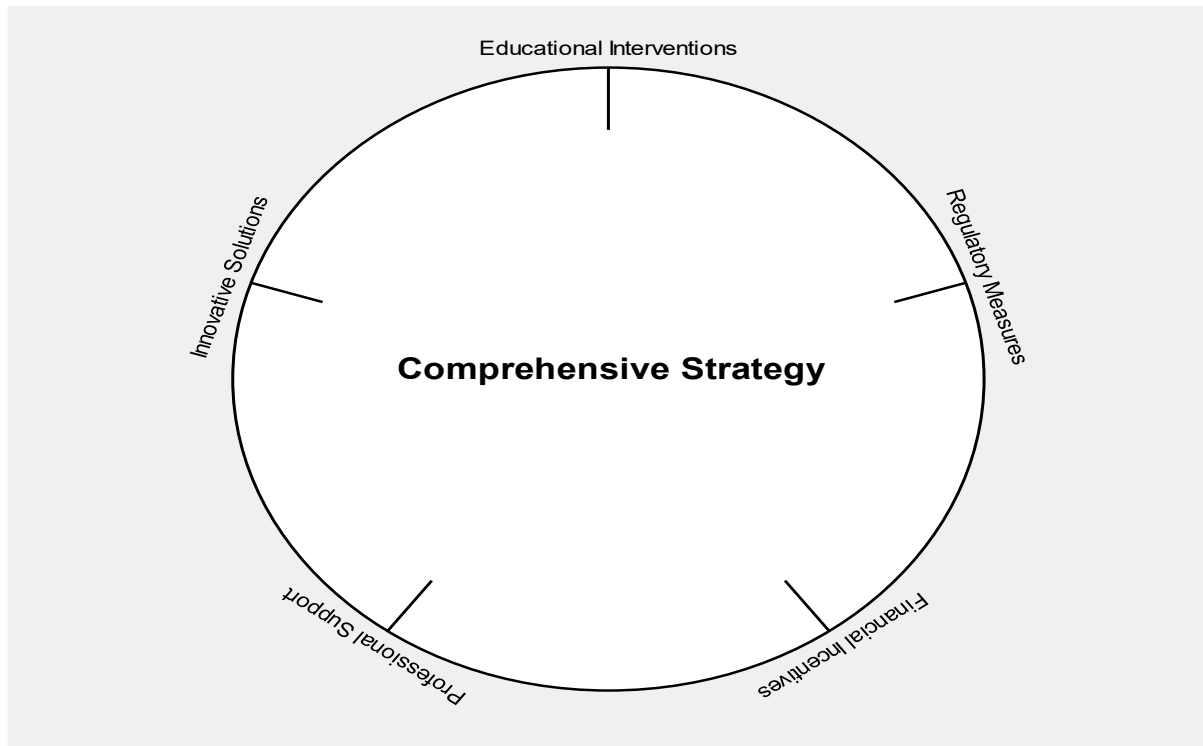 Educational Interventions
Regulatory Measures
Innovative Solutions
Comprehensive Strategy
Financial Incentives
Professional Support